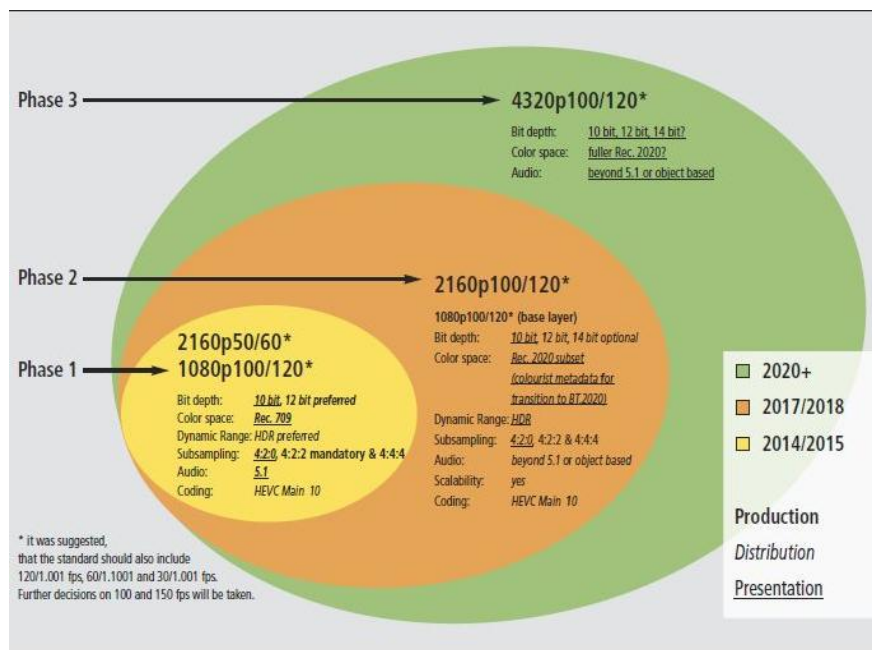 Phase 3
4320p100/120*
Bit depth: 10 bit, 12 bit, 14 bit?
Color space: fuller Rec. 2020?
Audio: beyond 5.1 or object based
Phase 2
2160p100/120*
1080p100/120* (base layer)
Bit depth: 10 bit, 12 bit, 14 bit optional
Color space: Rec. 2020 subset
(colourist metadata for
transition to BT.2020)
Dynamic Range: HDR
Subsampling: 4:2:0, 4:2:2 & 4:4:4
Audio: beyond 5.1 or object based
Scalability: yes
Coding: HEVC Main 10
Phase 1
2160p50/60*
1080p100/120*
Bit depth: 10 bit, 12 bit preferred
Color space: Rec. 709
Dynamic Range: HDR preferred
Subsampling: 4:2:0, 4:2:2 mandatory & 4:4:4
Audio: 5.1
Coding: HEVC Main 10
2020+
2017/2018
2014/2015
Production
Distribution
Presentation
* it was suggested,
that the standard should also include
120/1.001 fps, 60/1.1001 and 30/1.001 fps.
Further decisions on 100 and 150 fps will be taken.